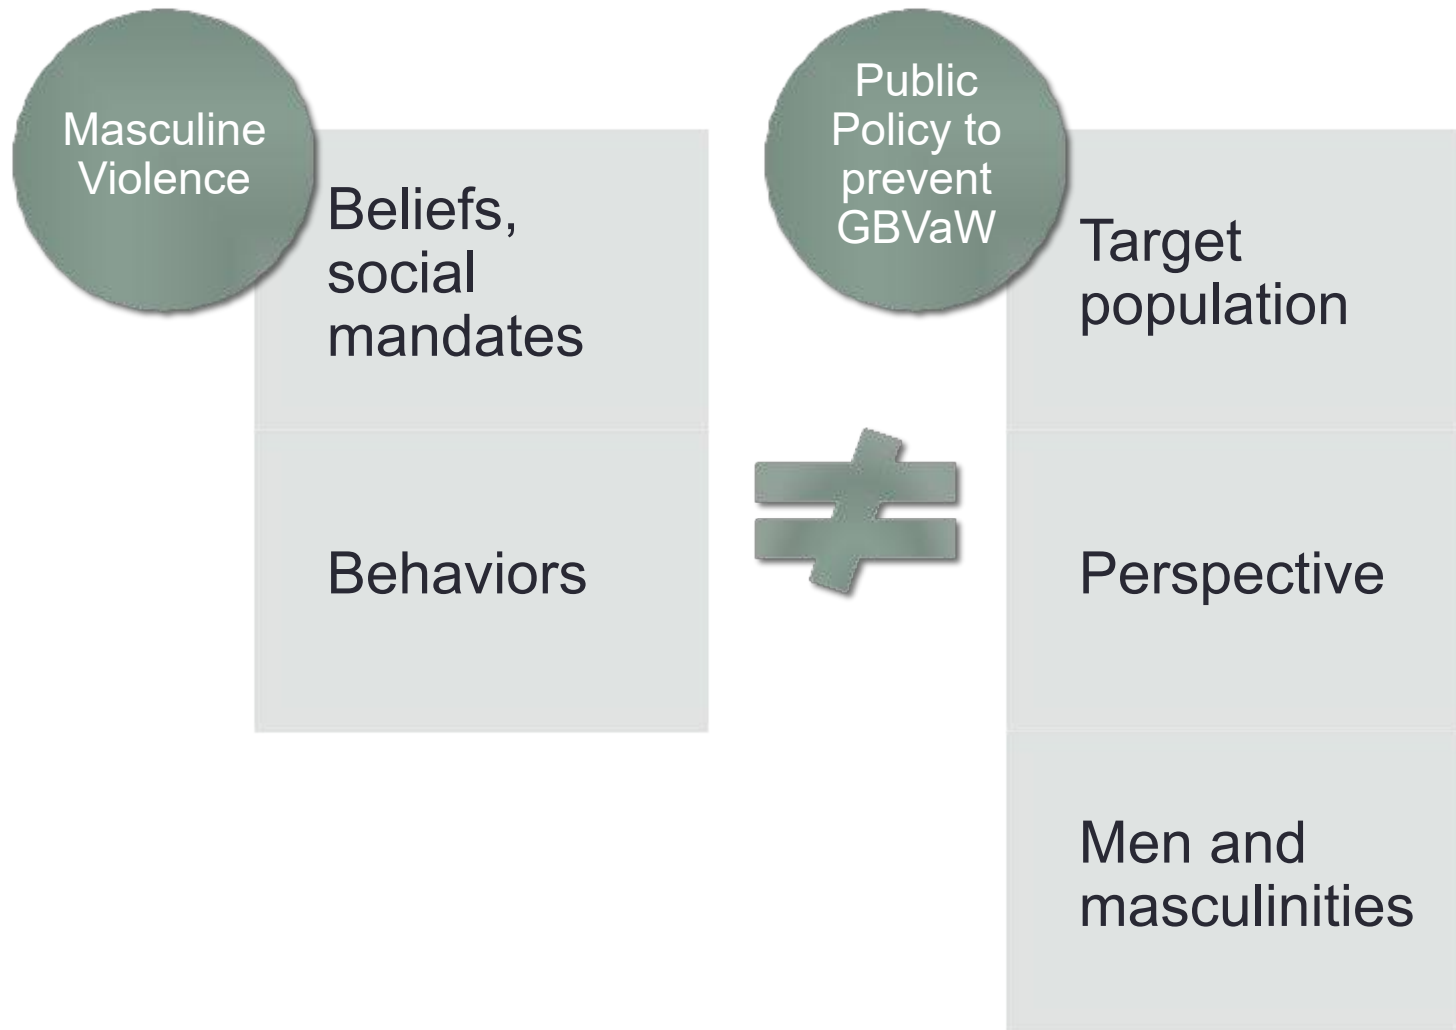 Masculine
Violence
Beliefs,
social
mandates
Behaviors
Public
Policy to
prevent
GBVaW
Target
population
Perspective
Men and
masculinities